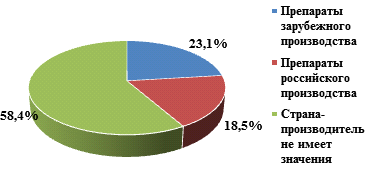 Препараты
зарубежного
производства
23,1%
Препараты
российского
производства
58,4%
18,5%
Страна-
производитель
не имеет
значения